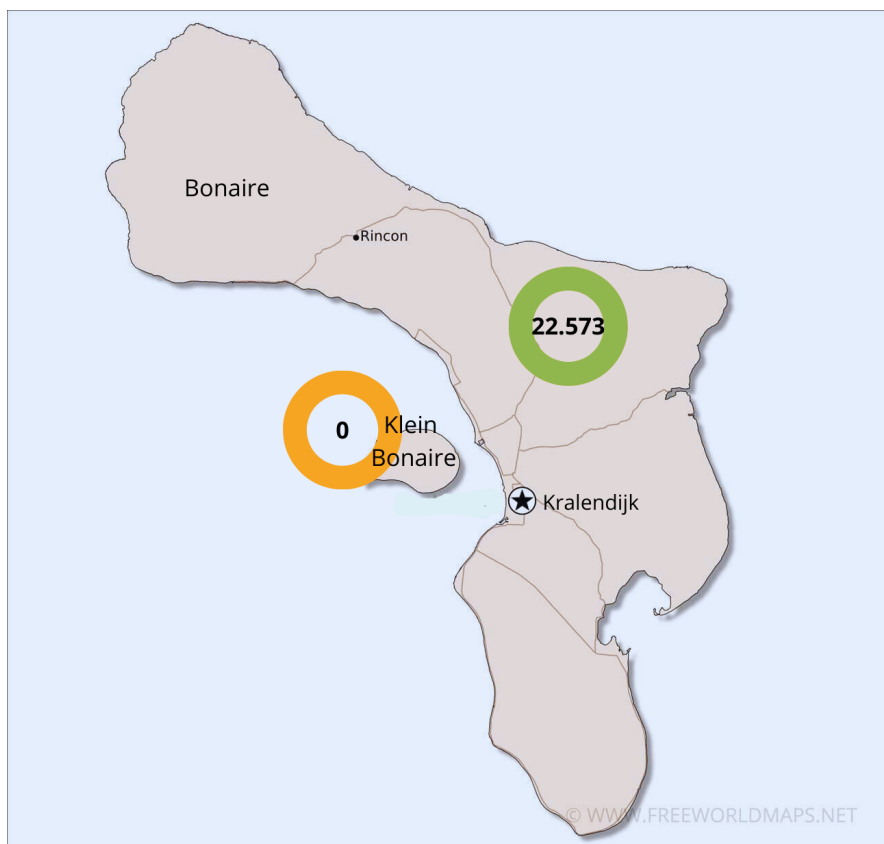 Bonaire
Rincon
22.573
0
Klein
Bonaire
Kralendijk
© WWW.FREEWORLDMAPS.NET